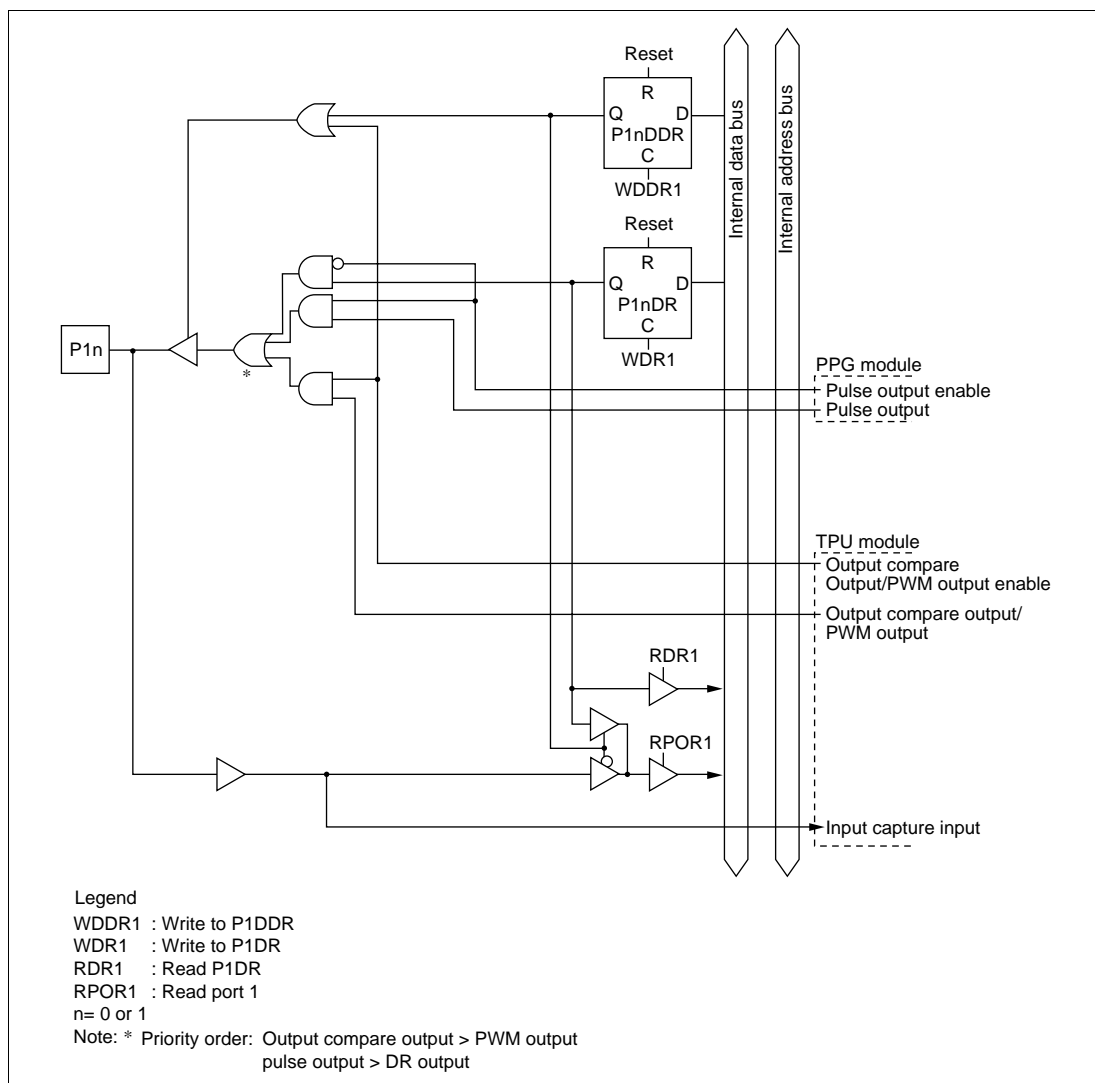 Reset
R
Q D
P1nDDR
C
WDDR1
Reset
R
Q D
P1nDR
C
WDR1
Internal data bus
Internal address bus
P1n
*
PPG module
Pulse output enable
Pulse output
TPU module
Output compare
Output/PWM output enable
Output compare output/
PWM output
RDR1
RPOR1
Input capture input
Legend
WDDR1 : Write to P1DDR
WDR1 : Write to P1DR
RDR1 : Read P1DR
RPOR1 : Read port 1
n= 0 or 1
Note: * Priority order: Output compare output > PWM output
pulse output > DR output